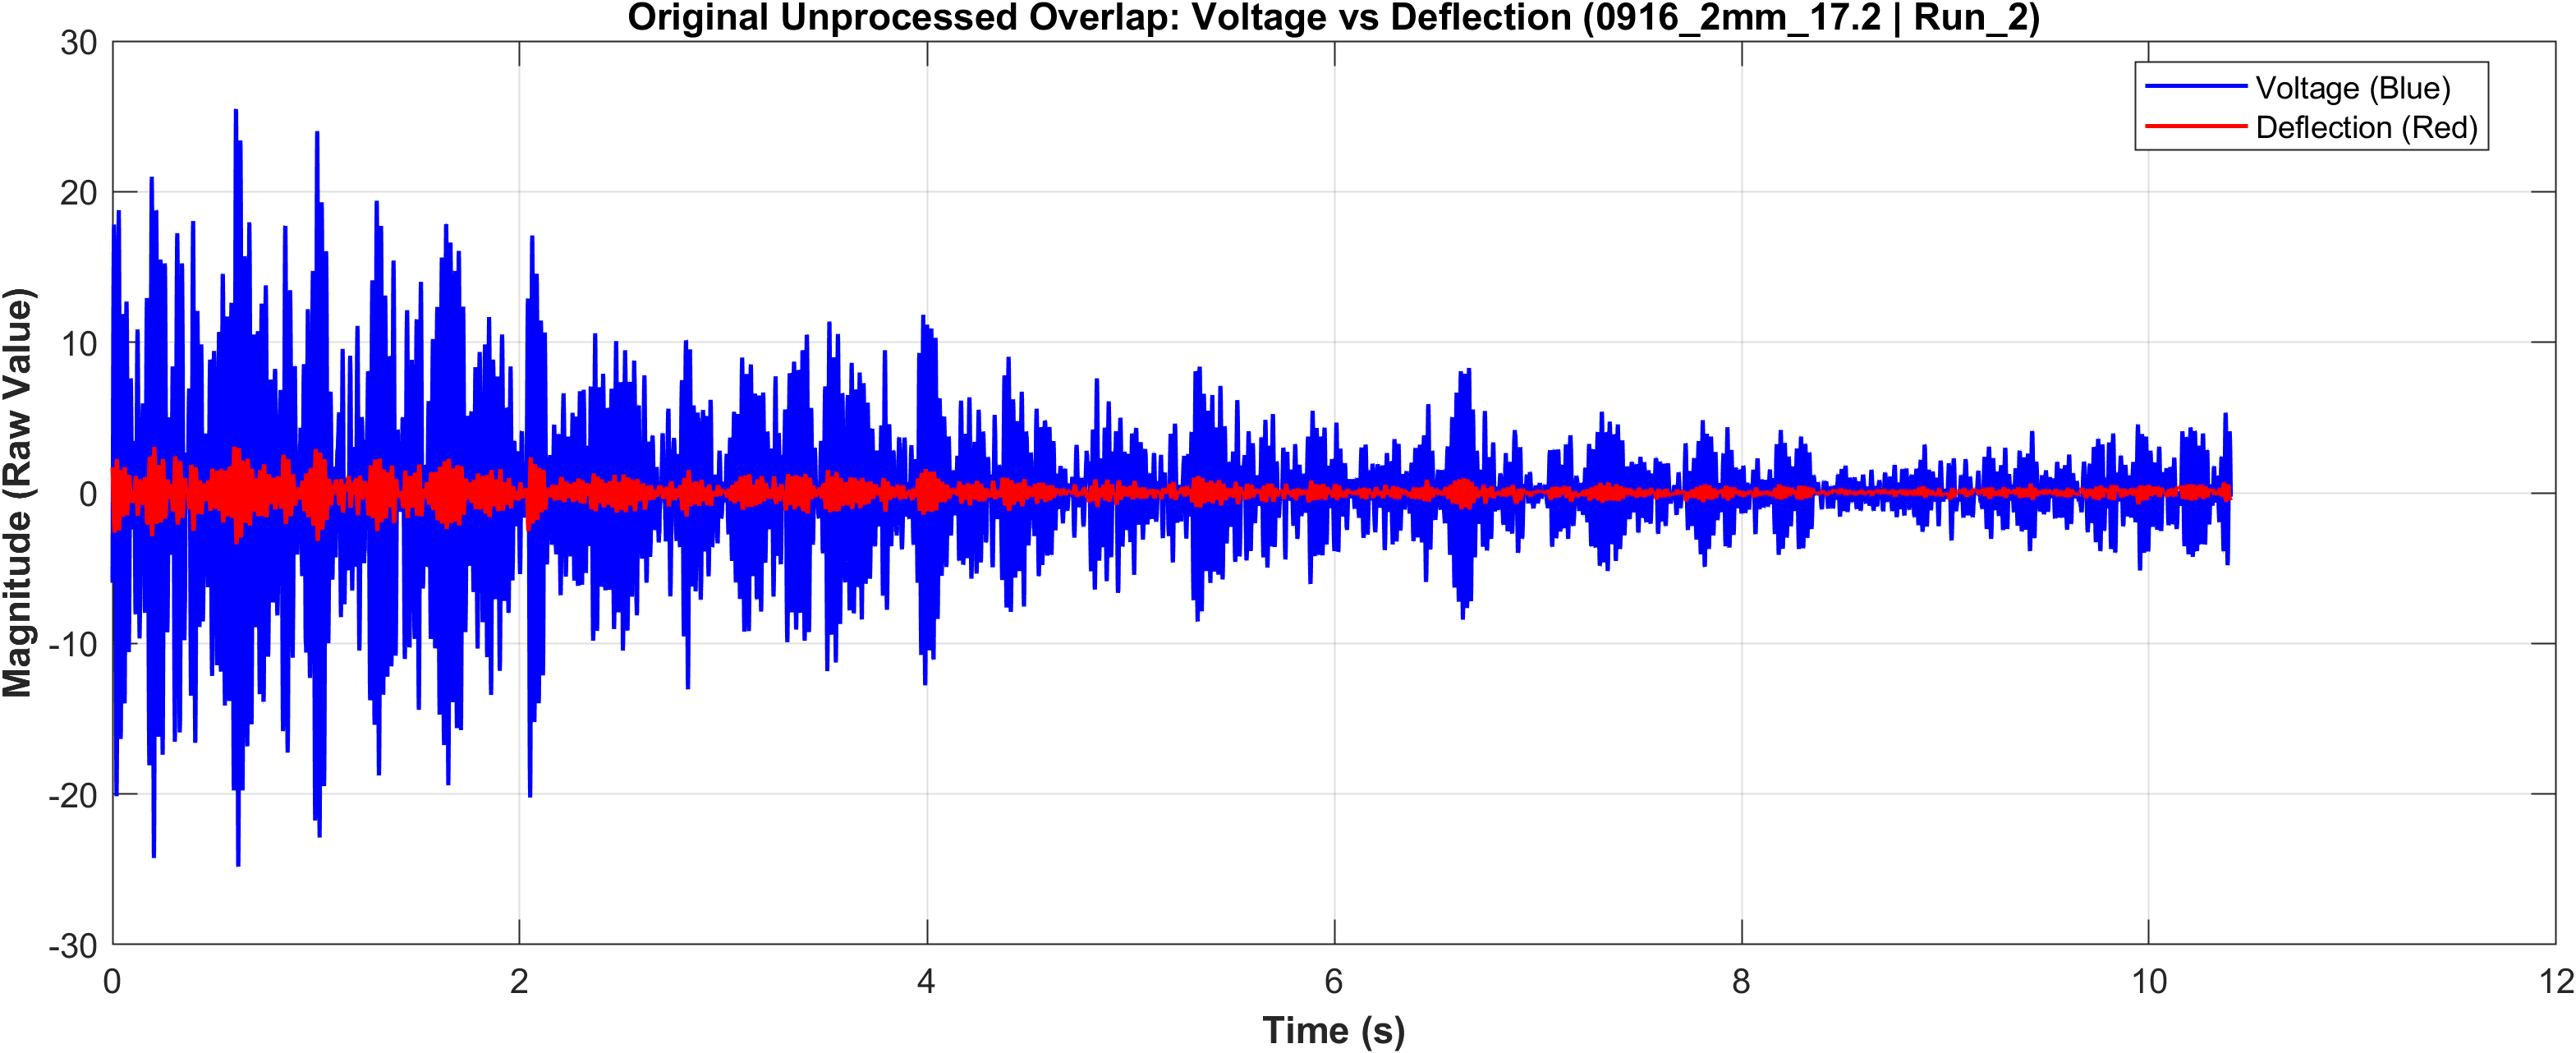 Original Unprocessed Overlap: Voltage vs Deflection (0916_2mm_17.2 | Run_2)
Voltage (Blue)
Deflection (Red)
Magnitude (Raw Value)
30
20
10
0
-10
-20
-30
0 2 4 6 8 10 12
Time (s)